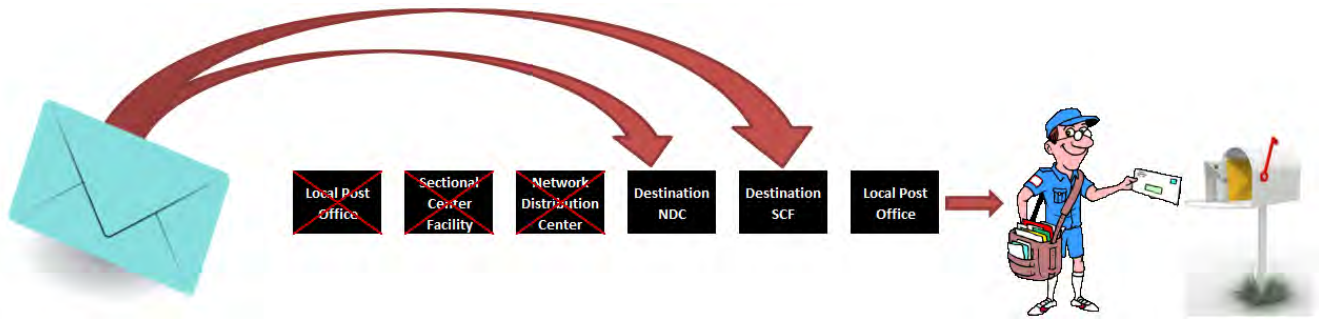 Local Post
Office
Sectional
Center
Facility
Network
Distribution
Center
Destination
NDC
Destination
SCF
Local Post
Office